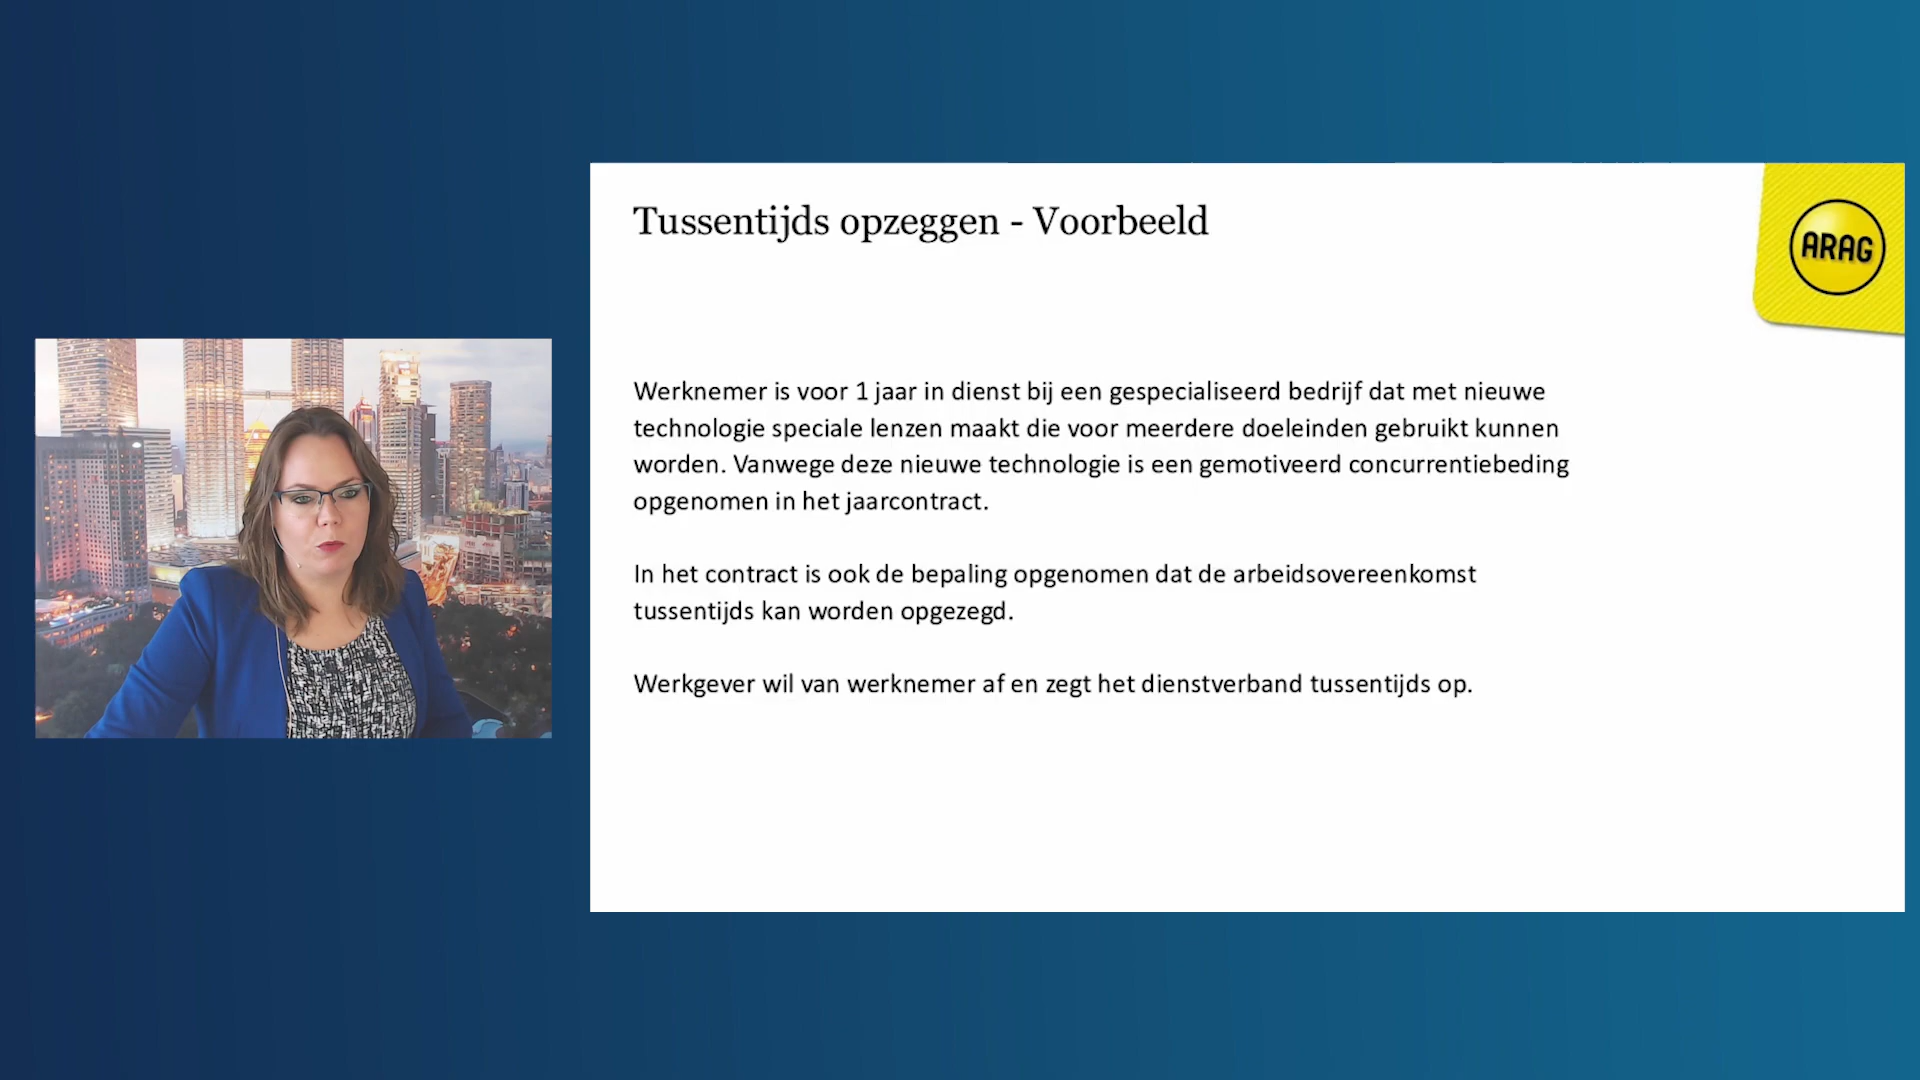 Tussentijds opzeggen - Voorbeeld
ARAG
Werknemer is voor 1 jaar in dienst bij een gespecialiseerd bedrijf dat met nieuwe
technologie speciale lenzen maakt die voor meerdere doeleinden gebruikt kunnen
worden. Vanwege deze nieuwe technologie is een gemotiveerd concurrentiebeding
opgenomen in het jaarcontract.
In het contract is ook de bepaling opgenomen dat de arbeidsovereenkomst
tussentijds kan worden opgezegd.
Werkgever wil van werknemer af en zegt het dienstverband tussentijds op.